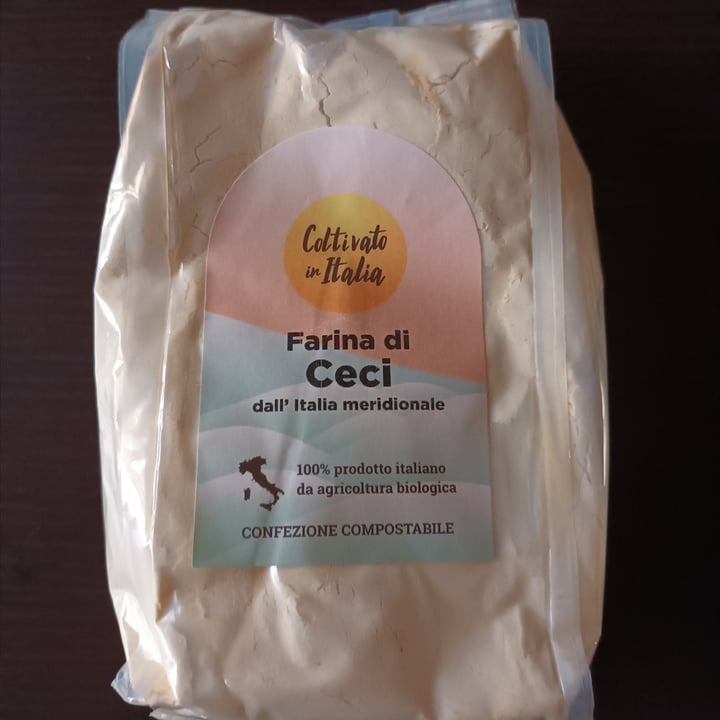 Coltivato
in Italia
Farina di
Ceci
dall' Italia meridionale
100% prodotto italiano
da agricoltura biologica
CONFEZIONE COMPOSTABILE